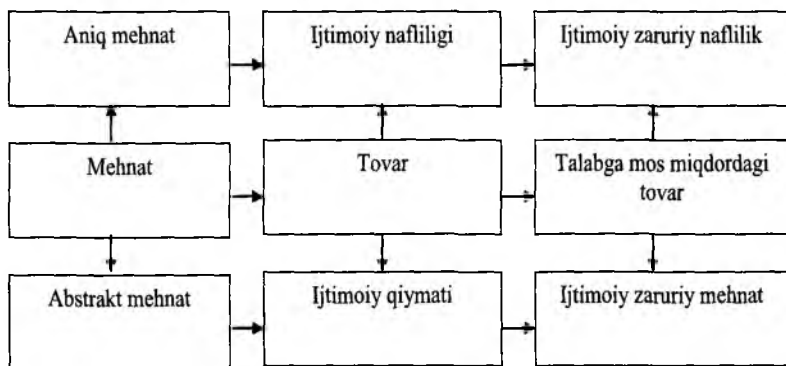 Aniq mehnat
Ijtimoiy nafliligi
Ijtimoiy zaruriy naflilik
Mehnat
Tovar
Talabga mos miqdordagi
tovar
Abstrakt mehnat
Ijtimoiy qiymati
Ijtimoiy zaruriy mehnat